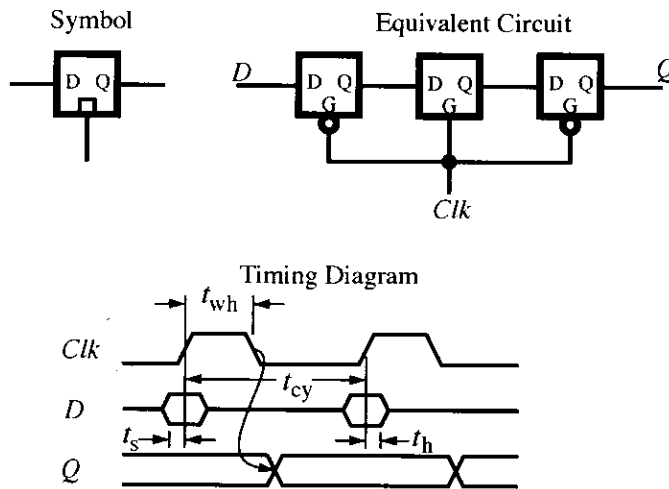 Symbol
Equivalent Circuit
D Q
D
D Q
G
D Q
G
D Q
G
Q
Clk
Timing Diagram
t_wh
Clk
t_cy
D
t_s
t_h
Q